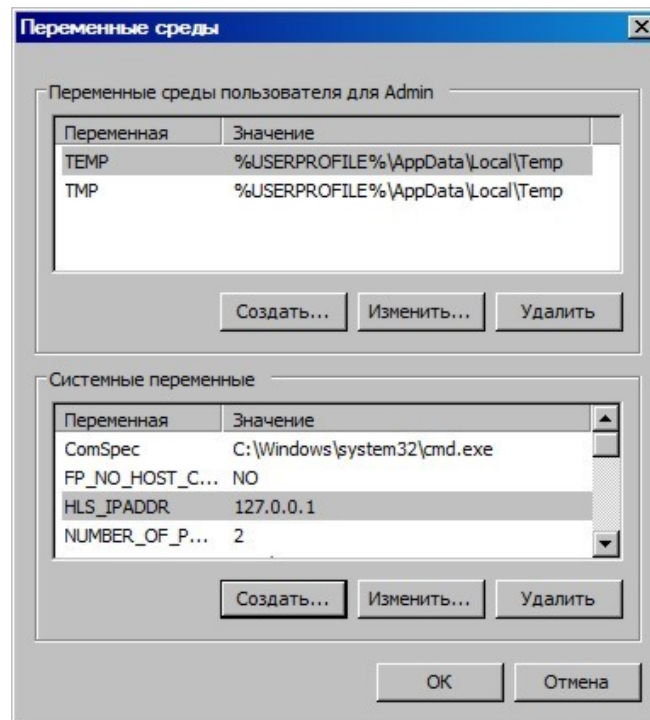 Переменные среды
Переменные среды пользователя для Admin
Переменная Значение
TEMP %USERPROFILE%\AppData\Local\Temp
TMP %USERPROFILE%\AppData\Local\Temp
Создать... Изменить... Удалить
Системные переменные
Переменная Значение
ComSpec C:\Windows\system32\cmd.exe
FP_NO_HOST_C... NO
HLS_IPADDR 127.0.0.1
NUMBER_OF_P... 2
Создать... Изменить... Удалить
ОК Отмена